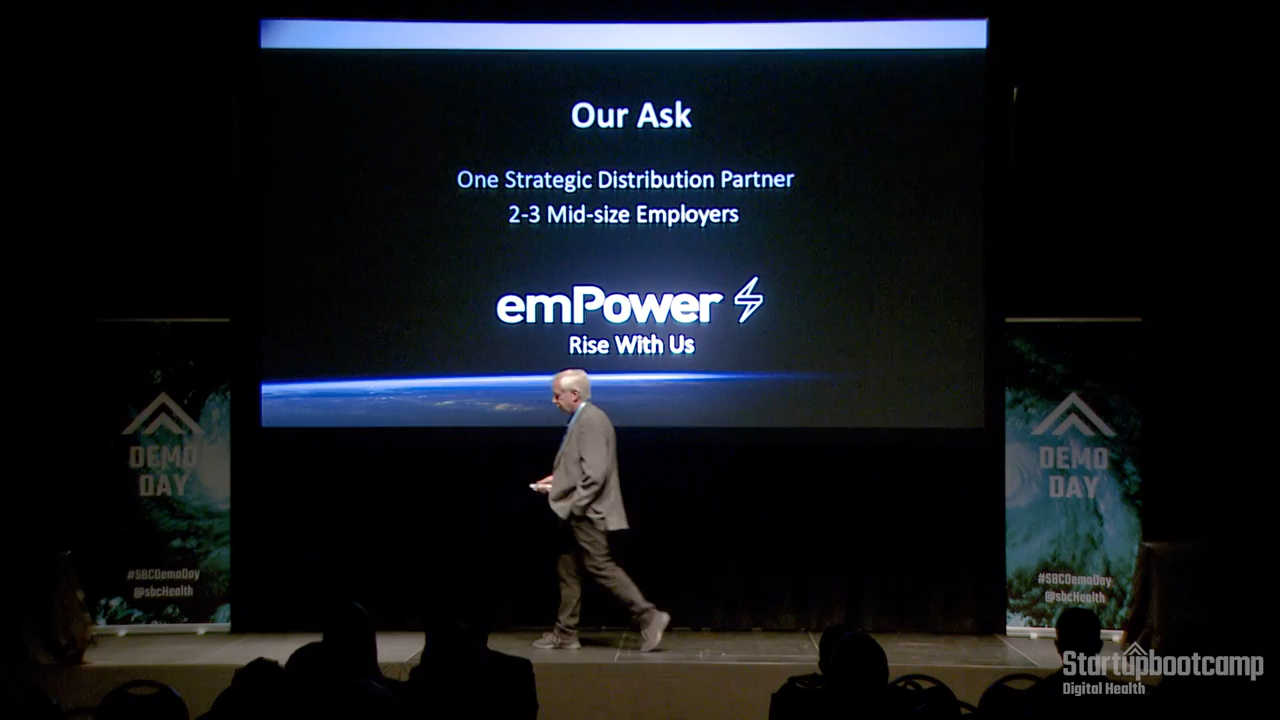 Our Ask
One Strategic Distribution Partner
2-3 Mid-size Employers
emPower
Rise With Us
DEMO
DAY
#SBCDemoDay
@sbcHealth
DEMO
DAY
#SBCDemoDay
@sbcHealth
Startupbootcamp
Digital Health